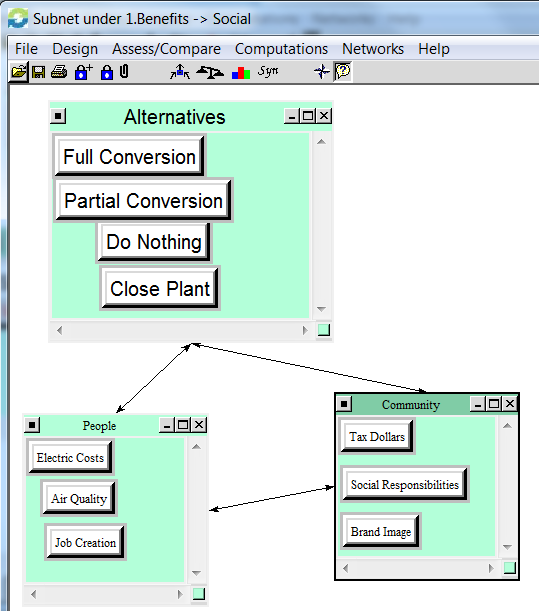 Subnet under 1.Benefits -> Social
File Design Assess/Compare Computations Networks Help
Syn
Alternatives
Full Conversion
Partial Conversion
Do Nothing
Close Plant
People
Electric Costs
Air Quality
Job Creation
Community
Tax Dollars
Social Responsibilities
Brand Image